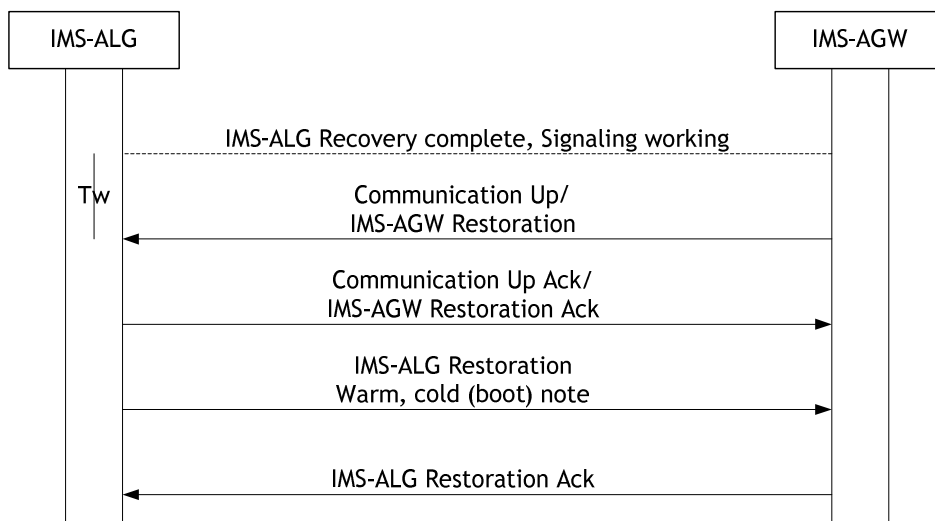 IMS-ALG
IMS-AGW
IMS-ALG Recovery complete, Signaling working
Tw
Communication Up/
IMS-AGW Restoration
Communication Up Ack/
IMS-AGW Restoration Ack
IMS-ALG Restoration
Warm, cold (boot) note
IMS-ALG Restoration Ack